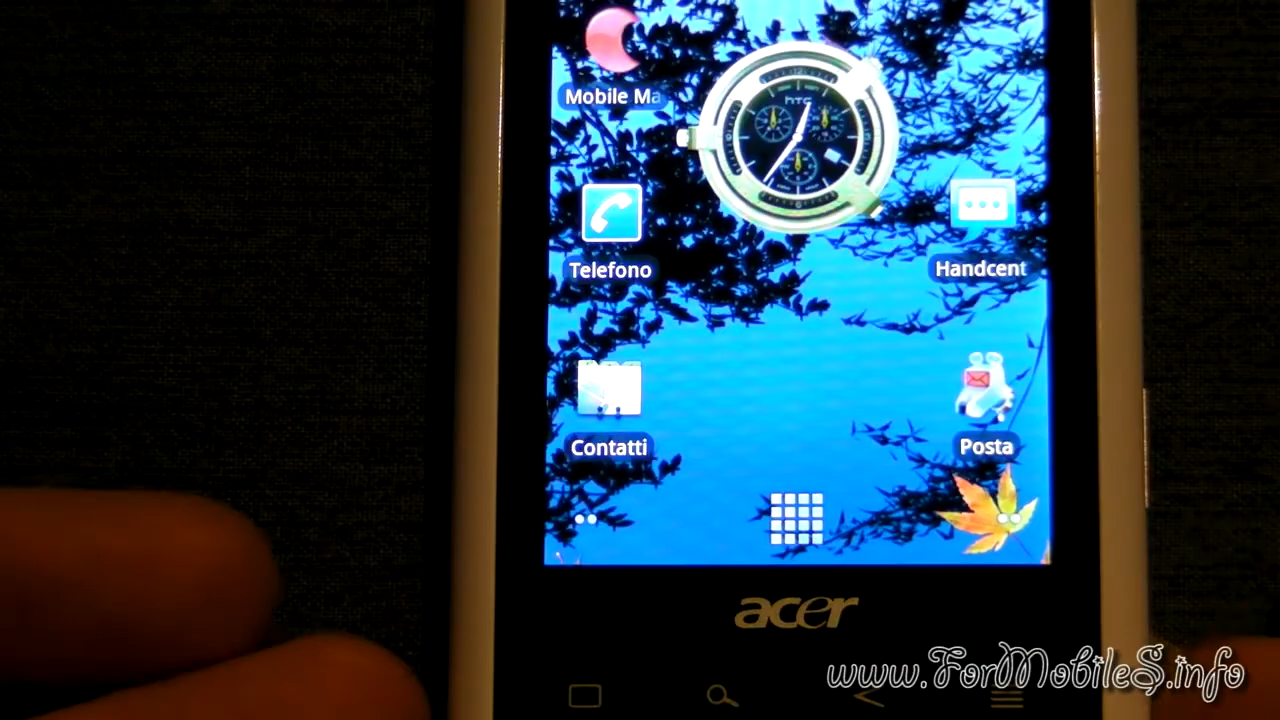 Mobile Ma
hTC
Telefono
Handcent
Contatti
Posta
acer
www.ForMobileS.info